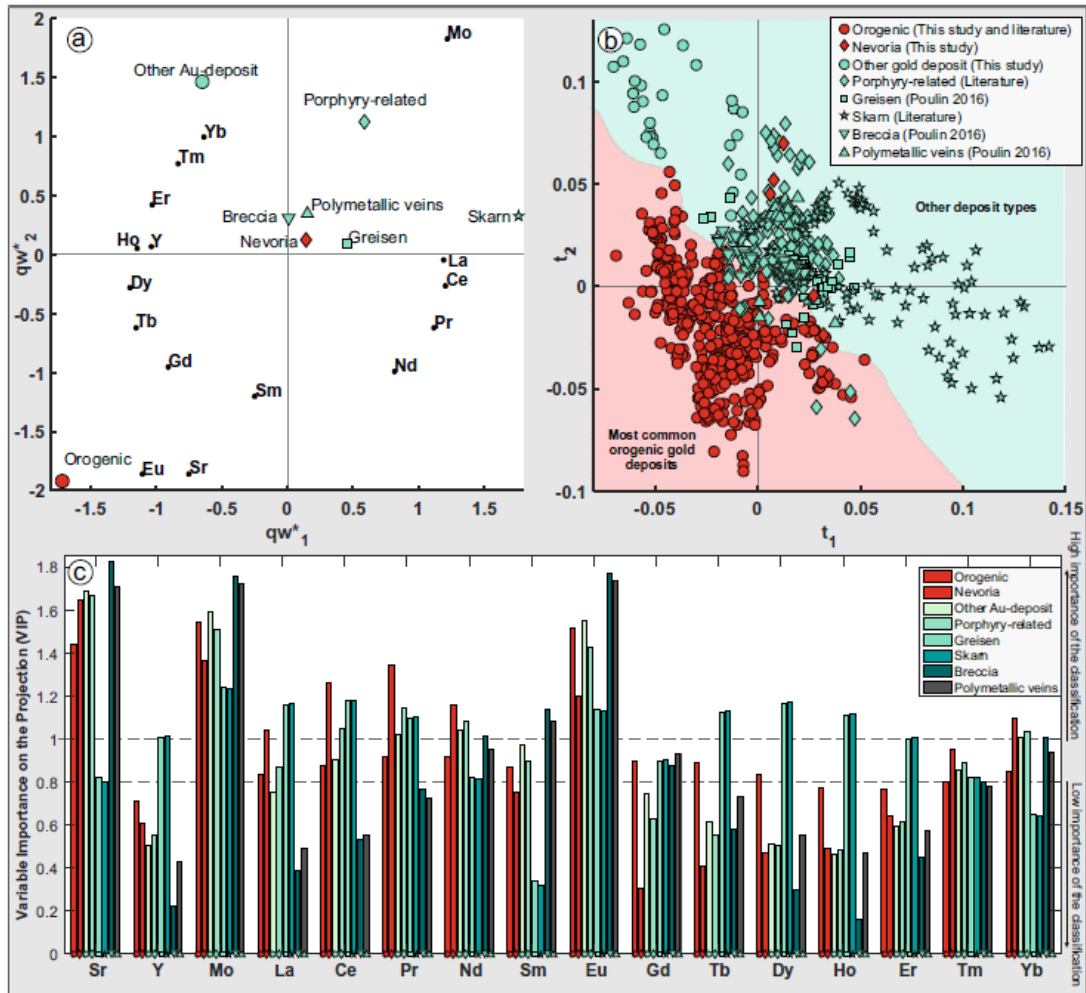 a
2
1.5
1
0.5
0
-0.5
-1
-1.5
-2
qw*2
Mo
Other Au-deposit
Porphyry-related
Yb
Tm
Er
Breccia
Polymetallic veins
Skarn
Ho
Y
Nevoria
Greisen
La
Dy
Ce
Tb
Pr
Gd
Nd
Sm
Orogenic
Eu
Sr
-1.5
-1
-0.5
0
0.5
1
1.5
qw*1
b
0.1
0.05
0
-0.05
-0.1
t2
Orogenic (This study and literature)
Nevoria (This study)
Other gold deposit (This study)
Porphyry-related (Literature)
Greisen (Poulin 2016)
Skarn (Literature)
Breccia (Poulin 2016)
Polymetallic veins (Poulin 2016)
Other deposit types
Most common
orogenic gold
deposits
-0.05
0
0.05
0.1
0.15
t1
c
1.8
1.6
1.4
1.2
1
0.8
0.6
0.4
0.2
0
Variable Importance on the Projection (VIP)
Orogenic
Nevoria
Other Au-deposit
Porphyry-related
Greisen
Skarn
Breccia
Polymetallic veins
High importance of the classification
Low importance of the classification
Sr
Y
Mo
La
Ce
Pr
Nd
Sm
Eu
Gd
Tb
Dy
Ho
Er
Tm
Yb